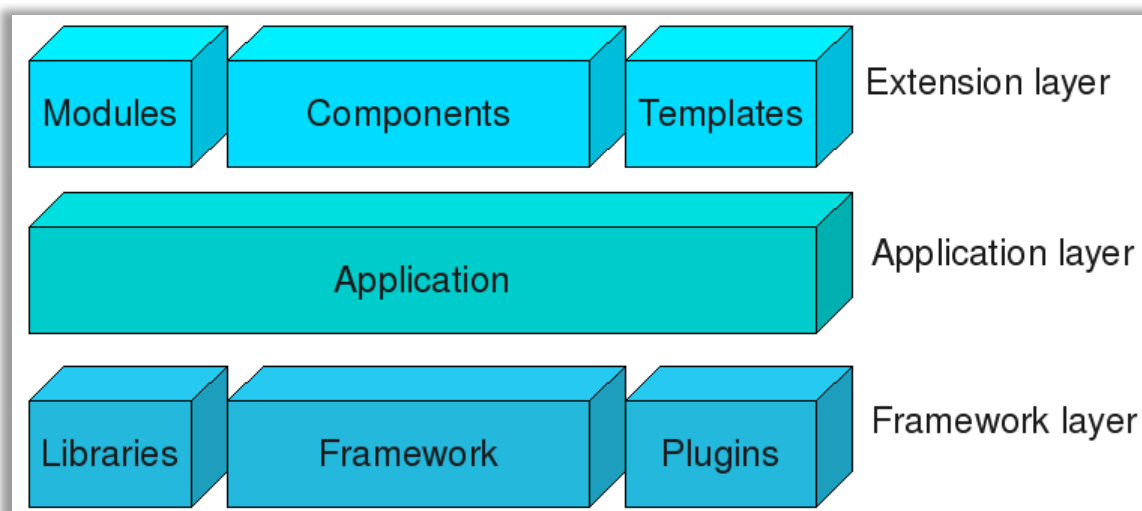 Modules
Components
Templates
Extension layer
Application
Application layer
Libraries
Framework
Plugins
Framework layer